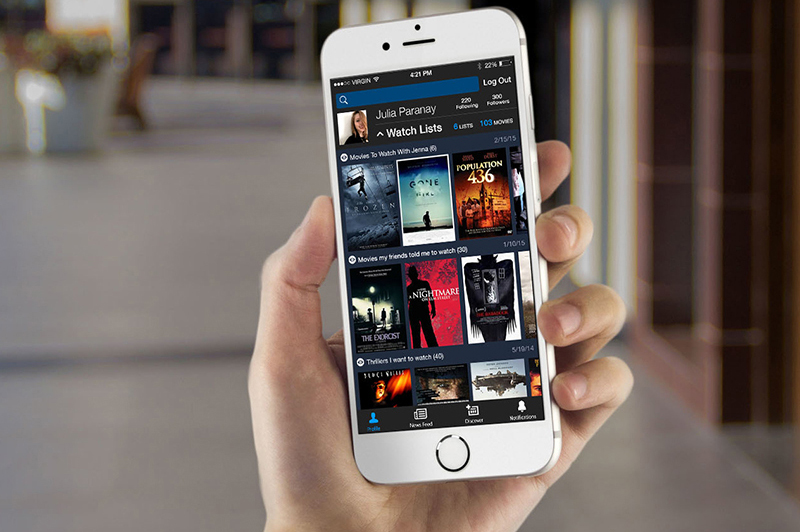 VIRGIN 4:21 PM 22%
Log Out
Julia Paranay 220 300
Following Followers
Watch Lists 6 LISTS 103 MOVIES
Movies To Watch With Jenna (6) 2/15/15
FROZEN GONE GIRL POPULATION 436
Movies my friends told me to watch (30) 1/10/15
THE EXORCIST A NIGHTMARE ON ELM STREET THE BABADOOK
Thrillers I want to watch (40) 5/10/14
Profile News Feed Discover Notifications